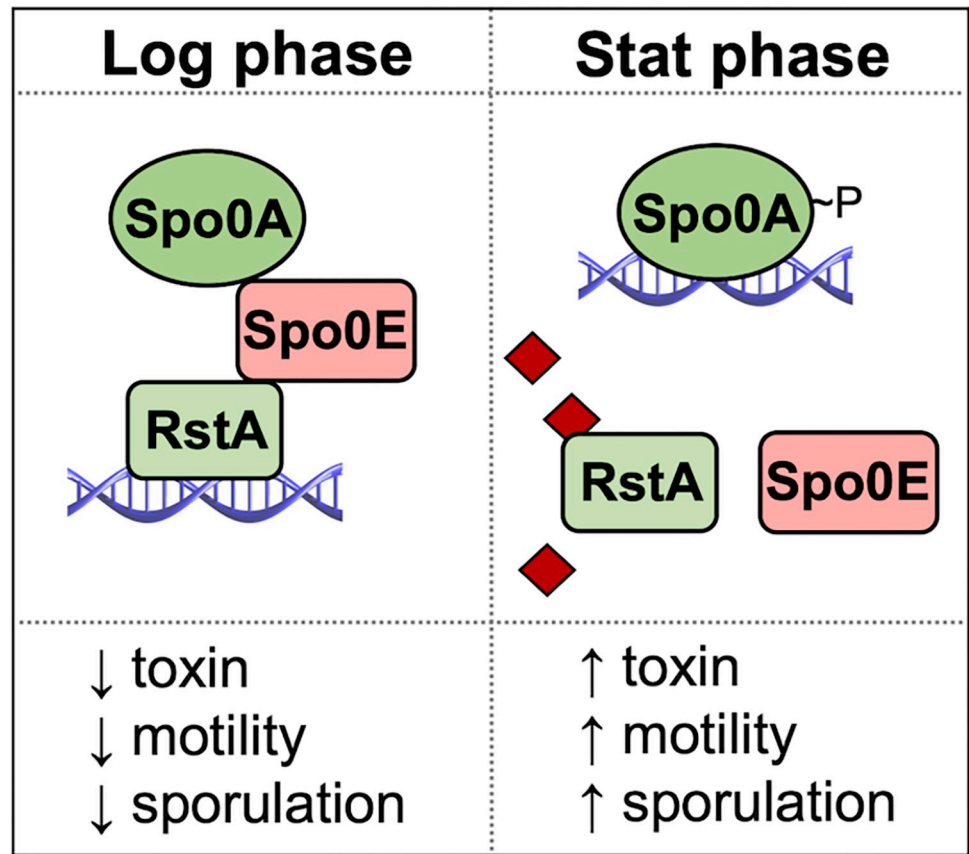 Log phase
Stat phase
Spo0A
Spo0E
RstA
Spo0A ~P
RstA
Spo0E
↓ toxin
↓ motility
↓ sporulation
↑ toxin
↑ motility
↑ sporulation